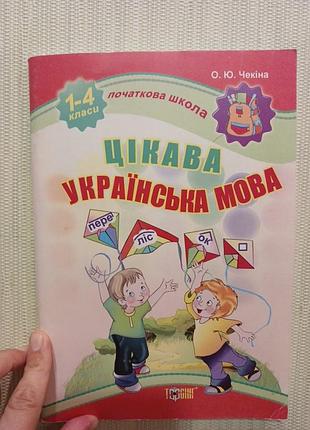 О. Ю. Чекіна
1-4
класи
початкова школа
ЦІКАВА
УКРАЇНСЬКА МОВА
пере
ліс
ок
ТОРСІНГ